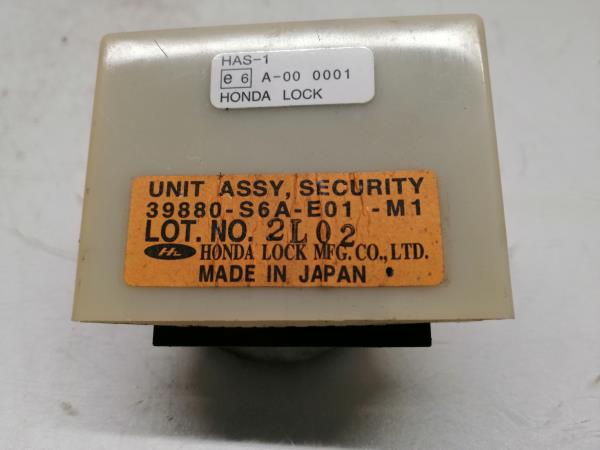 HAS-1
e 6 A-00 0001
HONDA LOCK
UNIT ASSY, SECURITY
39880-S6A-E01 -M1
LOT. NO. 2L02
HL HONDA LOCK MFG. CO., LTD.
MADE IN JAPAN